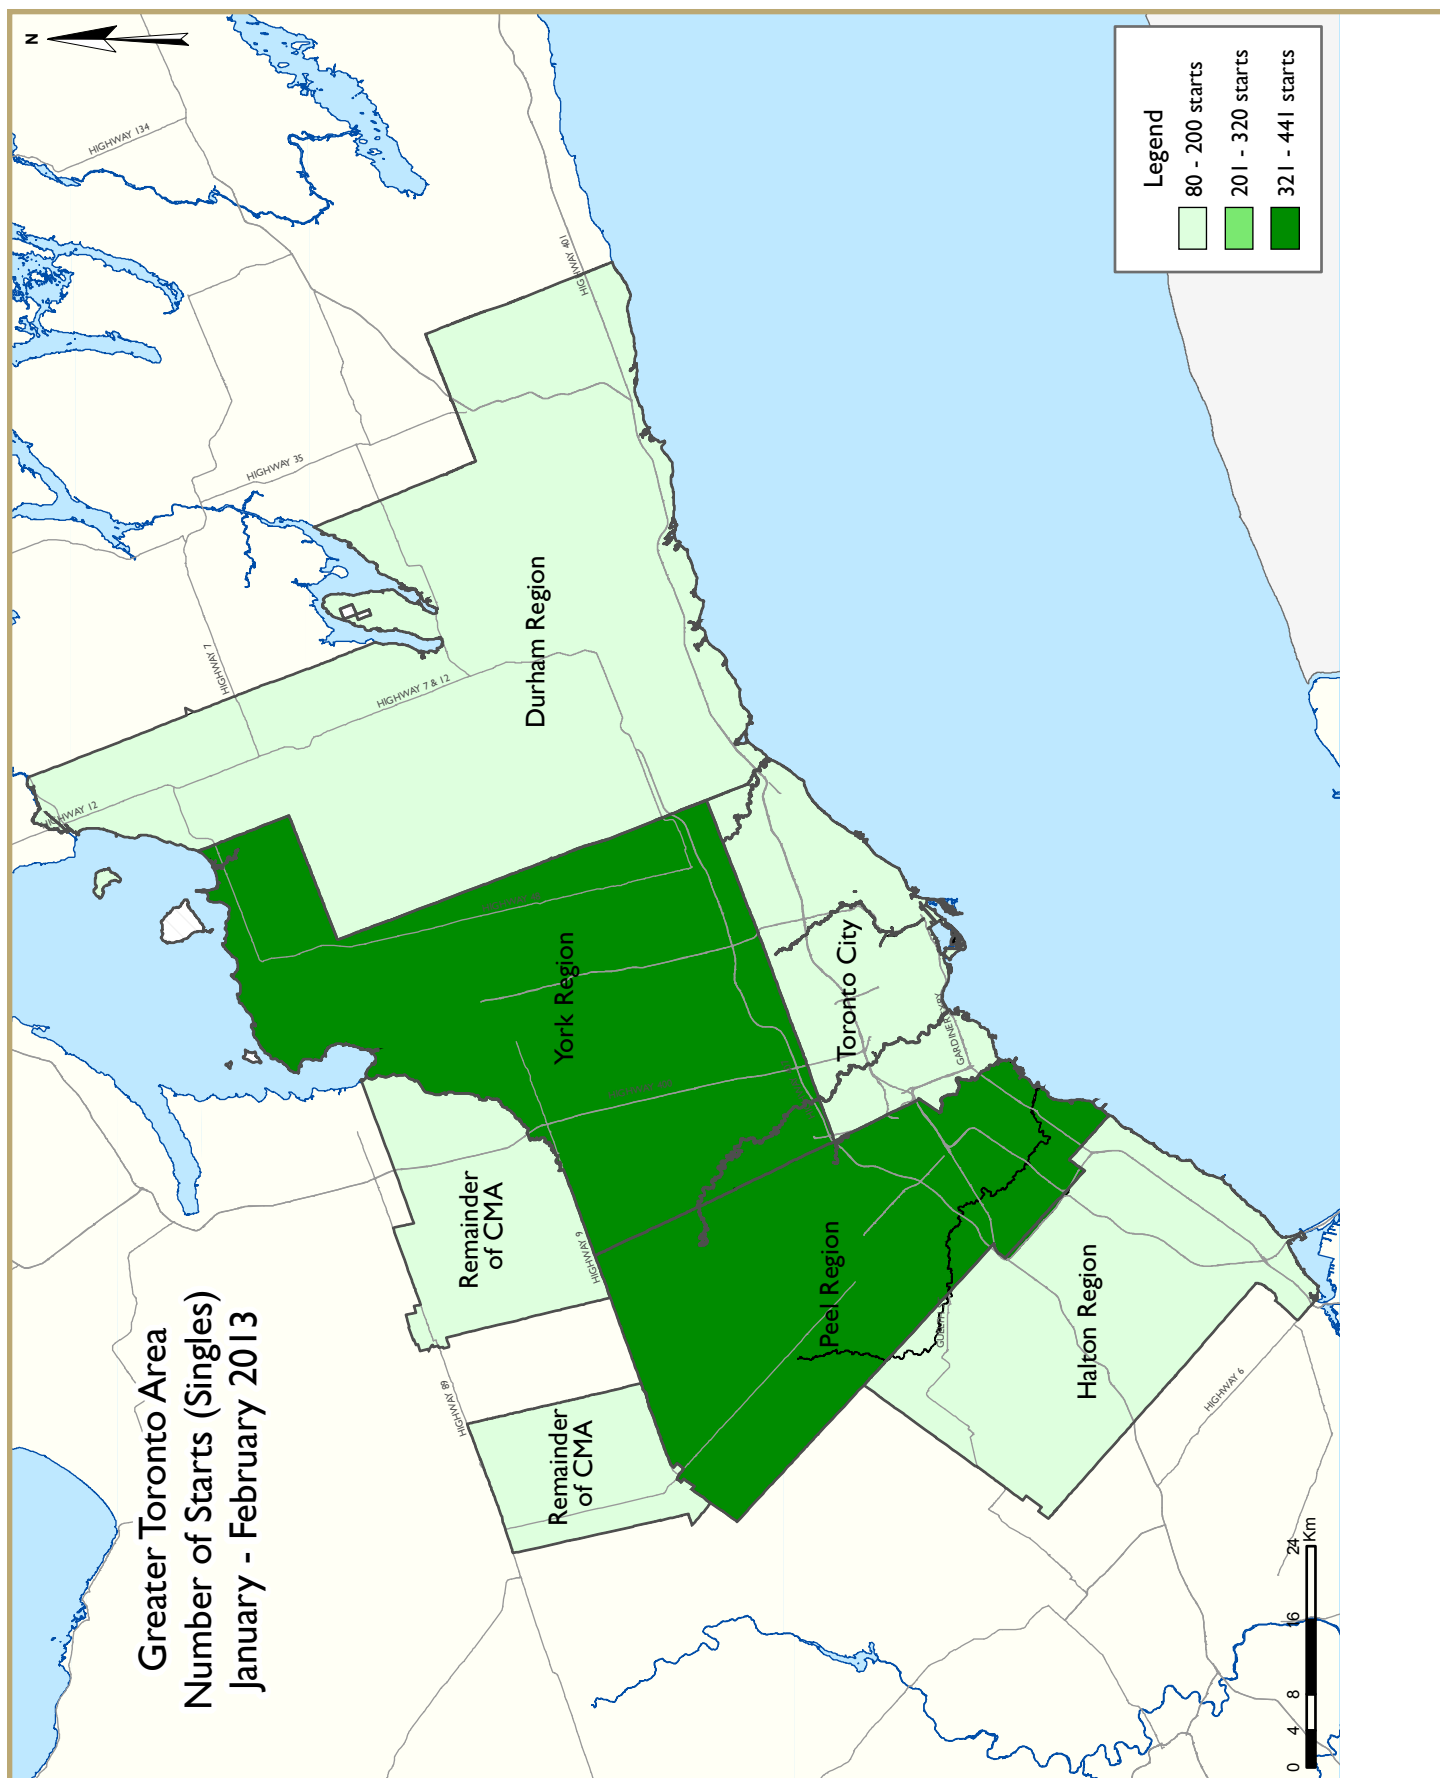 Greater Toronto Area
Number of Starts (Singles)
January - February 2013
N
HIGHWAY 134
HIGHWAY 401
HIGHWAY 35
HIGHWAY 7
HIGHWAY 7 & 12
HIGHWAY 12
Durham Region
York Region
Toronto City
GARDINER
Remainder
of CMA
HIGHWAY 9
HIGHWAY 89
Remainder
of CMA
Peel Region
Halton Region
HIGHWAY 6
Legend
80 - 200 starts
201 - 320 starts
321 - 441 starts
0 4 8 16 24
Km